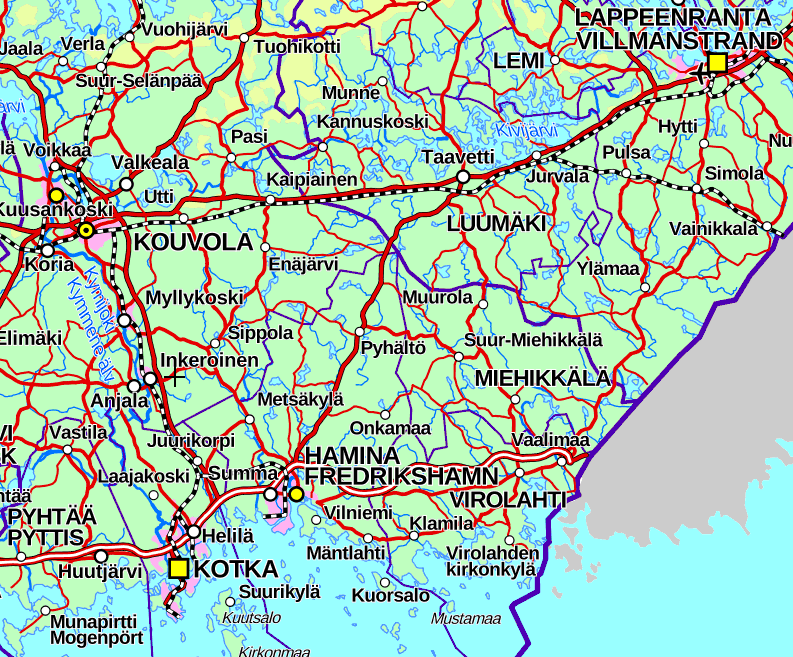 LAPPEENRANTA
VILLMANSTRAND
Vuohijärvi
Jaala
Verla
Tuohikotti
LEMI
Suur-Selänpää
Munne
Kannuskoski
Kivijärvi
Hytti
Pasi
Voikkaa
Valkeala
Taavetti
Pulsa
Nu
Jurvala
Simola
Utti
Kaipiainen
Kuusankoski
LUUMÄKI
Vainikkala
KOUVOLA
Koria
Enäjärvi
Ylämaa
Kymijoki
Kymmene älv
Myllykoski
Muurola
Elimäki
Sippola
Pyhältö
Suur-Miehikkälä
Inkeroinen
MIEHIKKÄLÄ
Anjala
Metsäkylä
Onkamaa
Vastila
Juurikorpi
Vaalimaa
HAMINA
FREDRIKSHAMN
Laajakoski
Summa
VIROLAHTI
PYHTÄÄ
PYTTIS
Vilniemi
Klamila
Helilä
Mäntlahti
Virolahden
kirkonkylä
Huutjärvi
KOTKA
Suurikylä
Kuorsalo
Kuutsalo
Mustamaa
Munapirtti
Mogenpört
Kirkonmaa